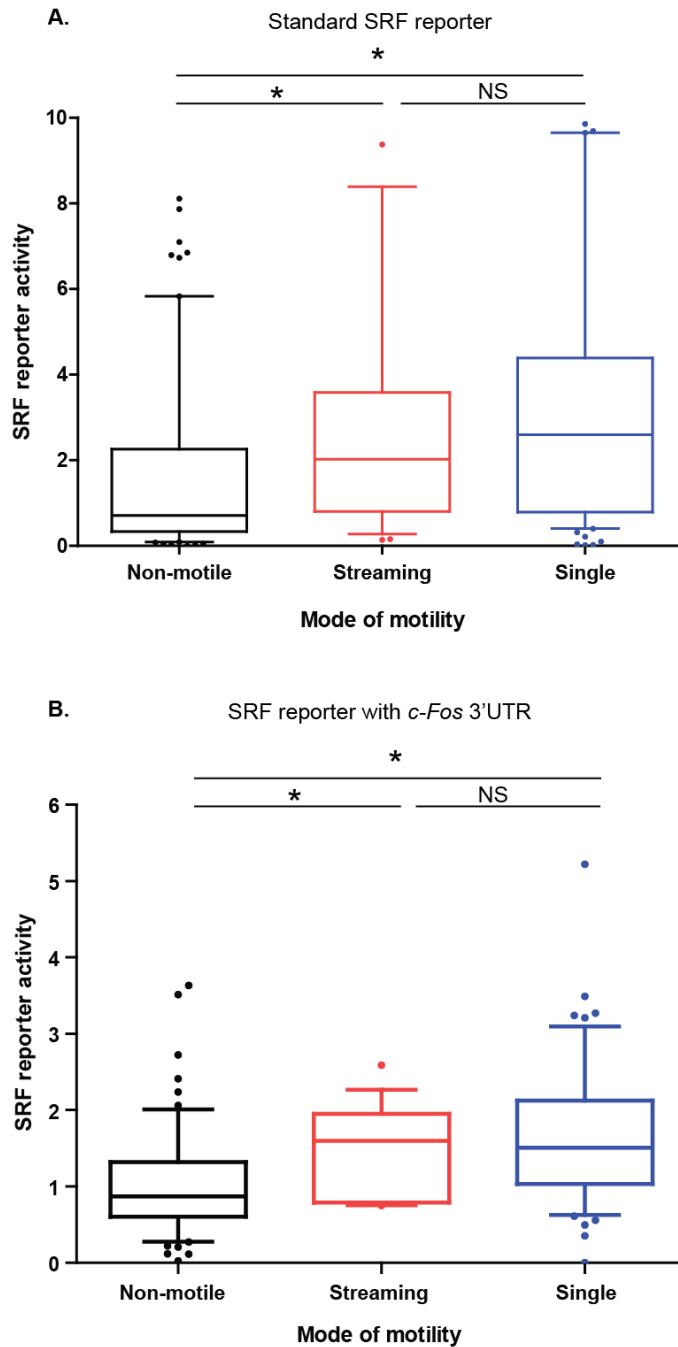 A.
Standard SRF reporter
*
*
NS
10
8
6
4
2
0
SRF reporter activity
Non-motile Streaming Single
Mode of motility
B.
SRF reporter with c-Fos 3'UTR
*
*
NS
6
5
4
3
2
1
0
SRF reporter activity
Non-motile Streaming Single
Mode of motility